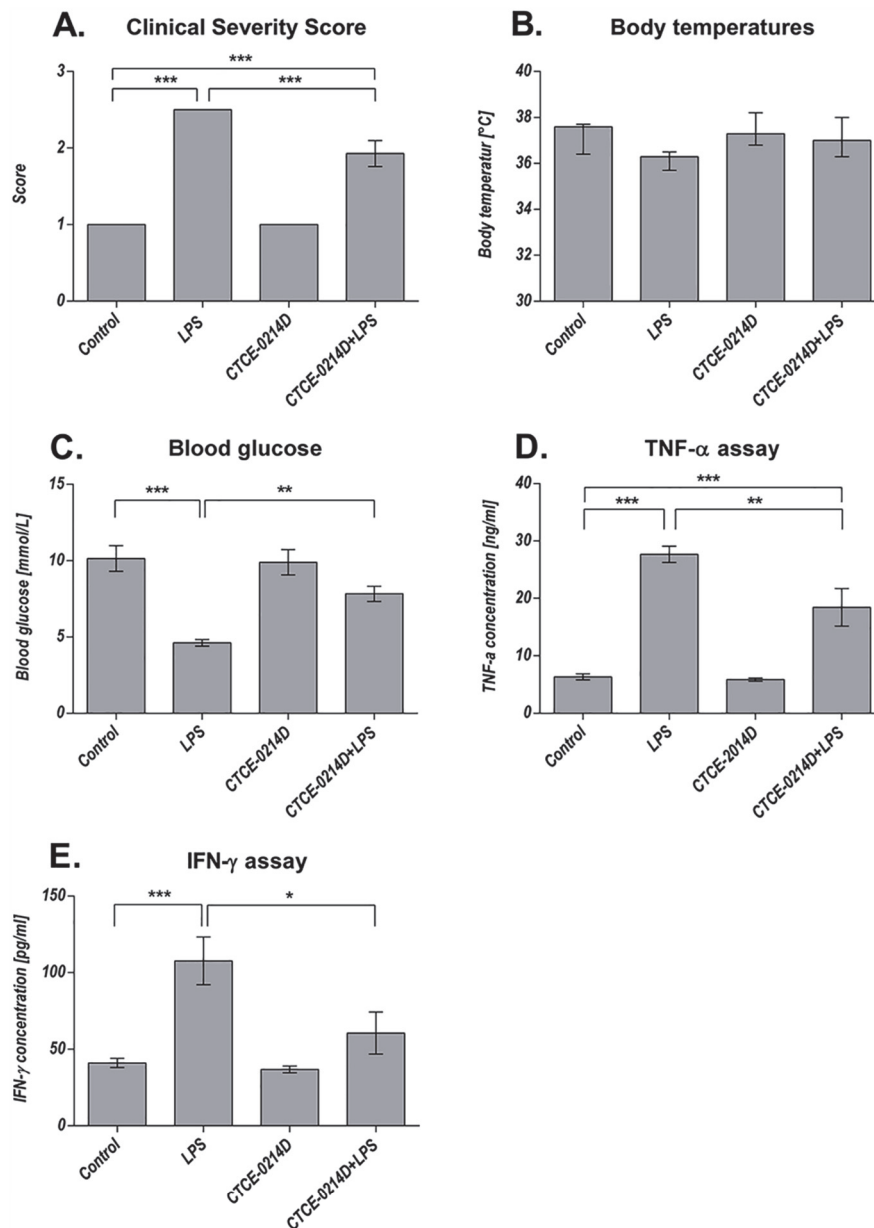 A. Clinical Severity Score
***
*** ***
3
2
1
0
Score
Control
LPS
CTCE-0214D
CTCE-0214D+LPS
B. Body temperatures
40
38
36
34
32
30
Body temperatur [°C]
Control
LPS
CTCE-0214D
CTCE-0214D+LPS
C. Blood glucose
*** **
15
10
5
0
Blood glucose [mmol/L]
Control
LPS
CTCE-0214D
CTCE-0214D+LPS
D. TNF-α assay
***
*** **
40
30
20
10
0
TNF-a concentration [ng/ml]
Control
LPS
CTCE-2014D
CTCE-0214D+LPS
E. IFN-γ assay
*** *
150
100
50
0
IFN-γ concentration [pg/ml]
Control
LPS
CTCE-0214D
CTCE-0214D+LPS